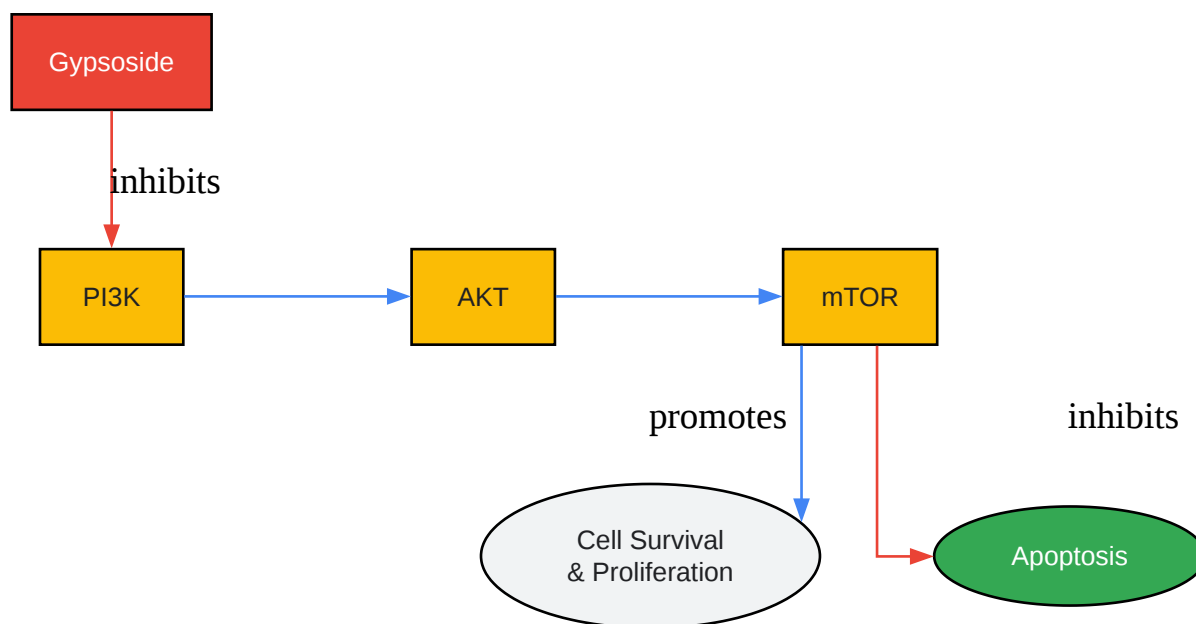 Gypsoside
inhibits
PI3K
AKT
mTOR
promotes
inhibits
Cell Survival
& Proliferation
Apoptosis